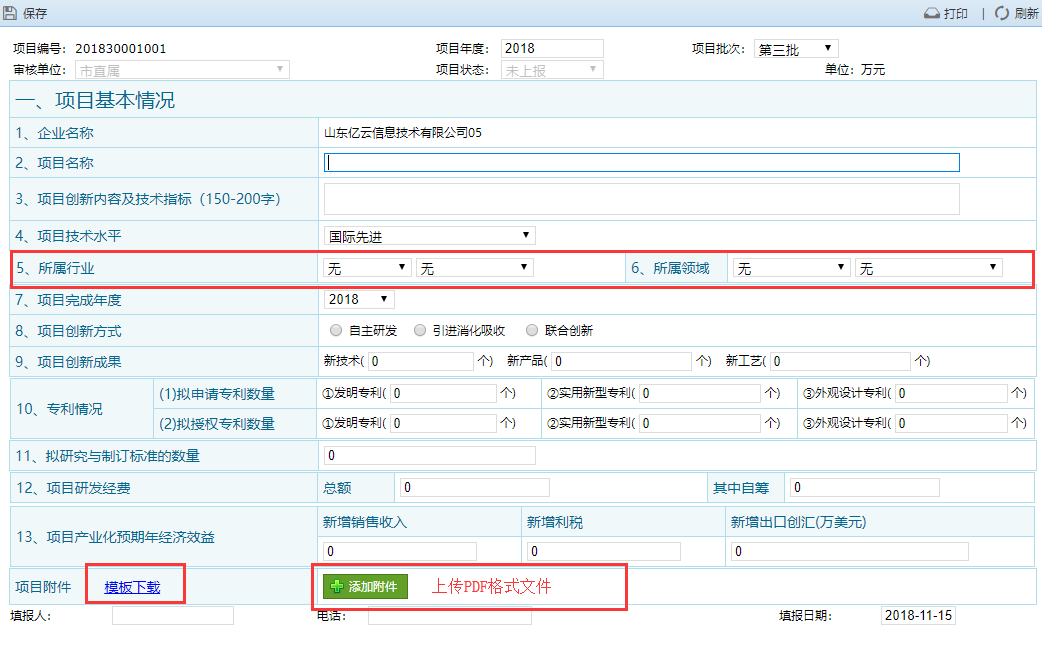 保存 打印 | 刷新
项目编号: 201830001001 项目年度: 2018 项目批次: 第三批
审核单位: 市直属 项目状态: 未上报 单位: 万元
一、项目基本情况
1、企业名称 山东亿云信息技术有限公司05
2、项目名称
3、项目创新内容及技术指标（150-200字）
4、项目技术水平 国际先进
5、所属行业 无 无 6、所属领域 无 无
7、项目完成年度 2018
8、项目创新方式 自主研发 引进消化吸收 联合创新
9、项目创新成果 新技术( 0 个) 新产品( 0 个) 新工艺( 0 个)
10、专利情况
(1)拟申请专利数量 ①发明专利( 0 个) ②实用新型专利( 0 个) ③外观设计专利( 0 个)
(2)拟授权专利数量 ①发明专利( 0 个) ②实用新型专利( 0 个) ③外观设计专利( 0 个)
11、拟研究与制订标准的数量 0
12、项目研发经费 总额 0 其中自筹 0
13、项目产业化预期年经济效益
新增销售收入 新增利税 新增出口创汇(万美元)
0 0 0
项目附件 模板下载 添加附件 上传PDF格式文件
填报人: 电话: 填报日期: 2018-11-15